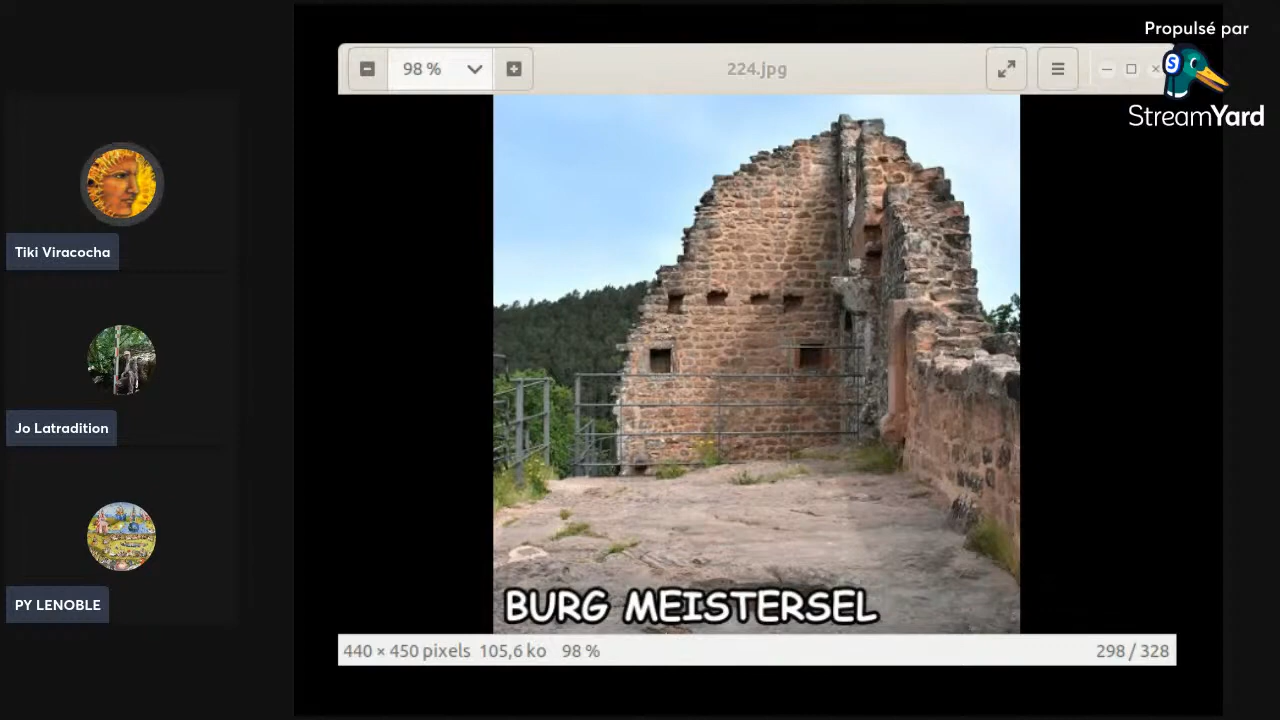 Propulsé par
StreamYard
98 %
224.jpg
Tiki Viracocha
Jo Latradition
PY LENOBLE
BURG MEISTERSEL
440 × 450 pixels 105,6 ko 98 %
298 / 328